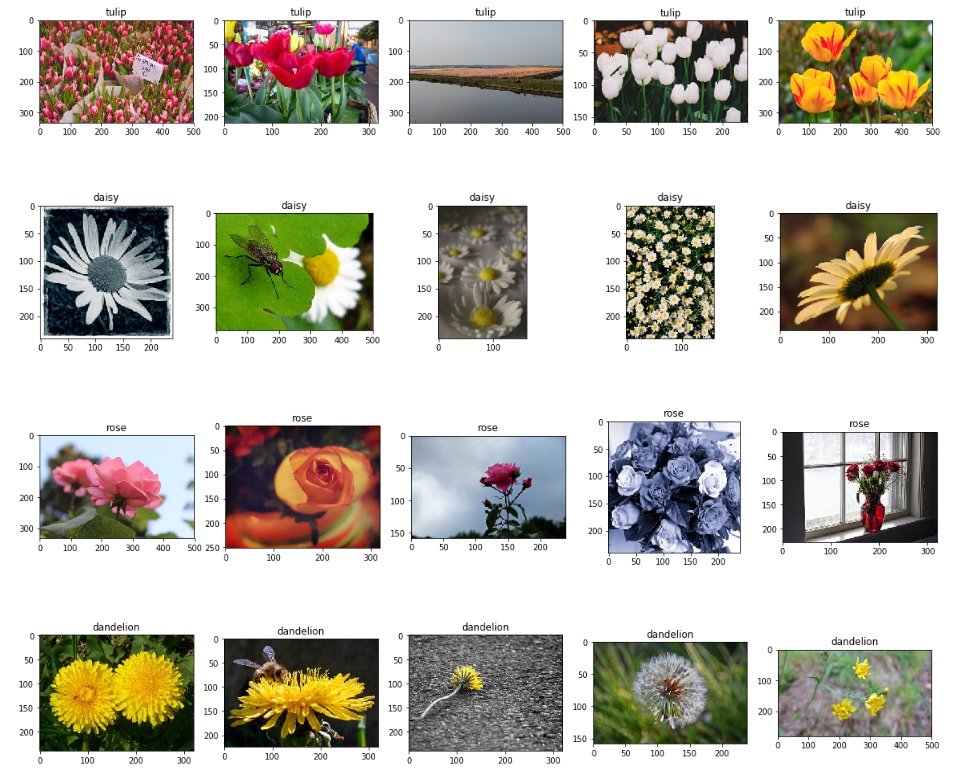 tulip tulip tulip tulip tulip
0 0 0 0 0
100 50 100 50 100
200 100 200 100 200
300 150 300 150 300
200
0 100 200 300 400 500 0 100 200 300 0 100 200 300 400 500 0 50 100 150 200 0 100 200 300 400 500
daisy daisy daisy daisy daisy
0 0 0 0 0
50 100 50 50 50
100 200 100 100 100
150 300 150 150 150
200 200 200 200
0 50 100 150 200 0 100 200 300 400 500 0 100 0 100 0 100 200 300
rose rose rose rose rose
0 0 0 0 0
100 50 50 50 50
200 100 100 100 100
300 150 150 150 150
200 200 200
250
0 100 200 300 400 500 0 100 200 300 0 50 100 150 200 0 50 100 150 200 0 100 200 300
dandelion dandelion dandelion dandelion dandelion
0 0 0 0 0
50 50 50 50 100
100 100 100 100 200
150 150 150 150
200 200 200
0 100 200 300 0 100 200 300 0 100 200 300 0 50 100 150 200 0 100 200 300 400 500